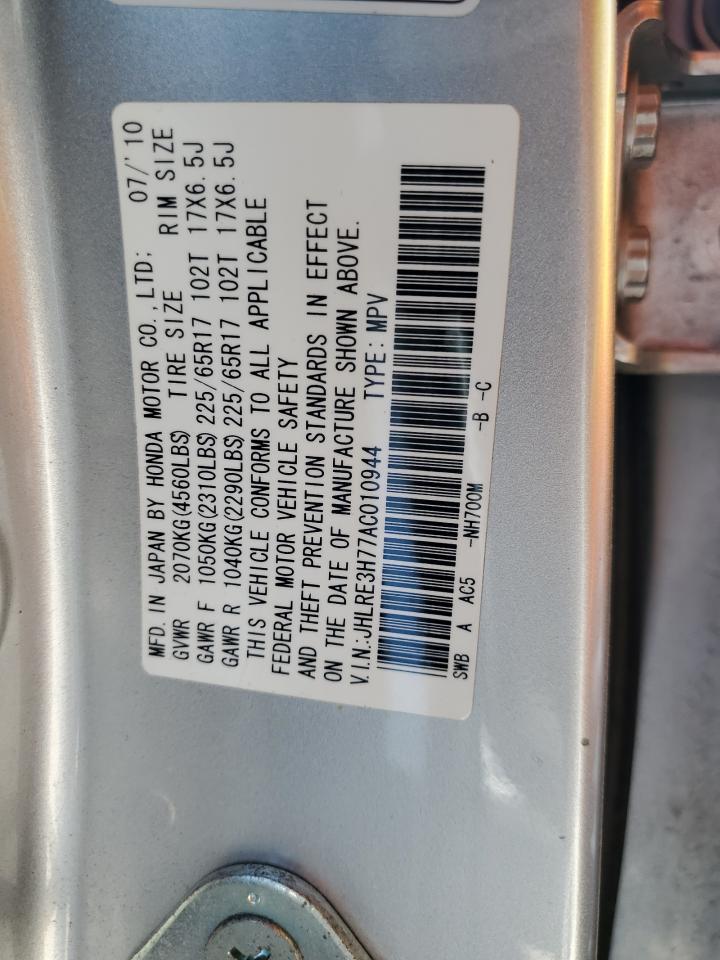 MFD. IN JAPAN BY HONDA MOTOR CO., LTD: 07/'10
GVWR 2070KG(4560LBS) TIRE SIZE RIM SIZE
GAWR F 1050KG(2310LBS) 225/65R17 102T 17X6.5J
GAWR R 1040KG(2290LBS) 225/65R17 102T 17X6.5J
THIS VEHICLE CONFORMS TO ALL APPLICABLE
FEDERAL MOTOR VEHICLE SAFETY
AND THEFT PREVENTION STANDARDS IN EFFECT
ON THE DATE OF MANUFACTURE SHOWN ABOVE.
V.I.N.:JHLRE3H77AC010944 TYPE: MPV
SWB A AC5 -NH700M -B -C